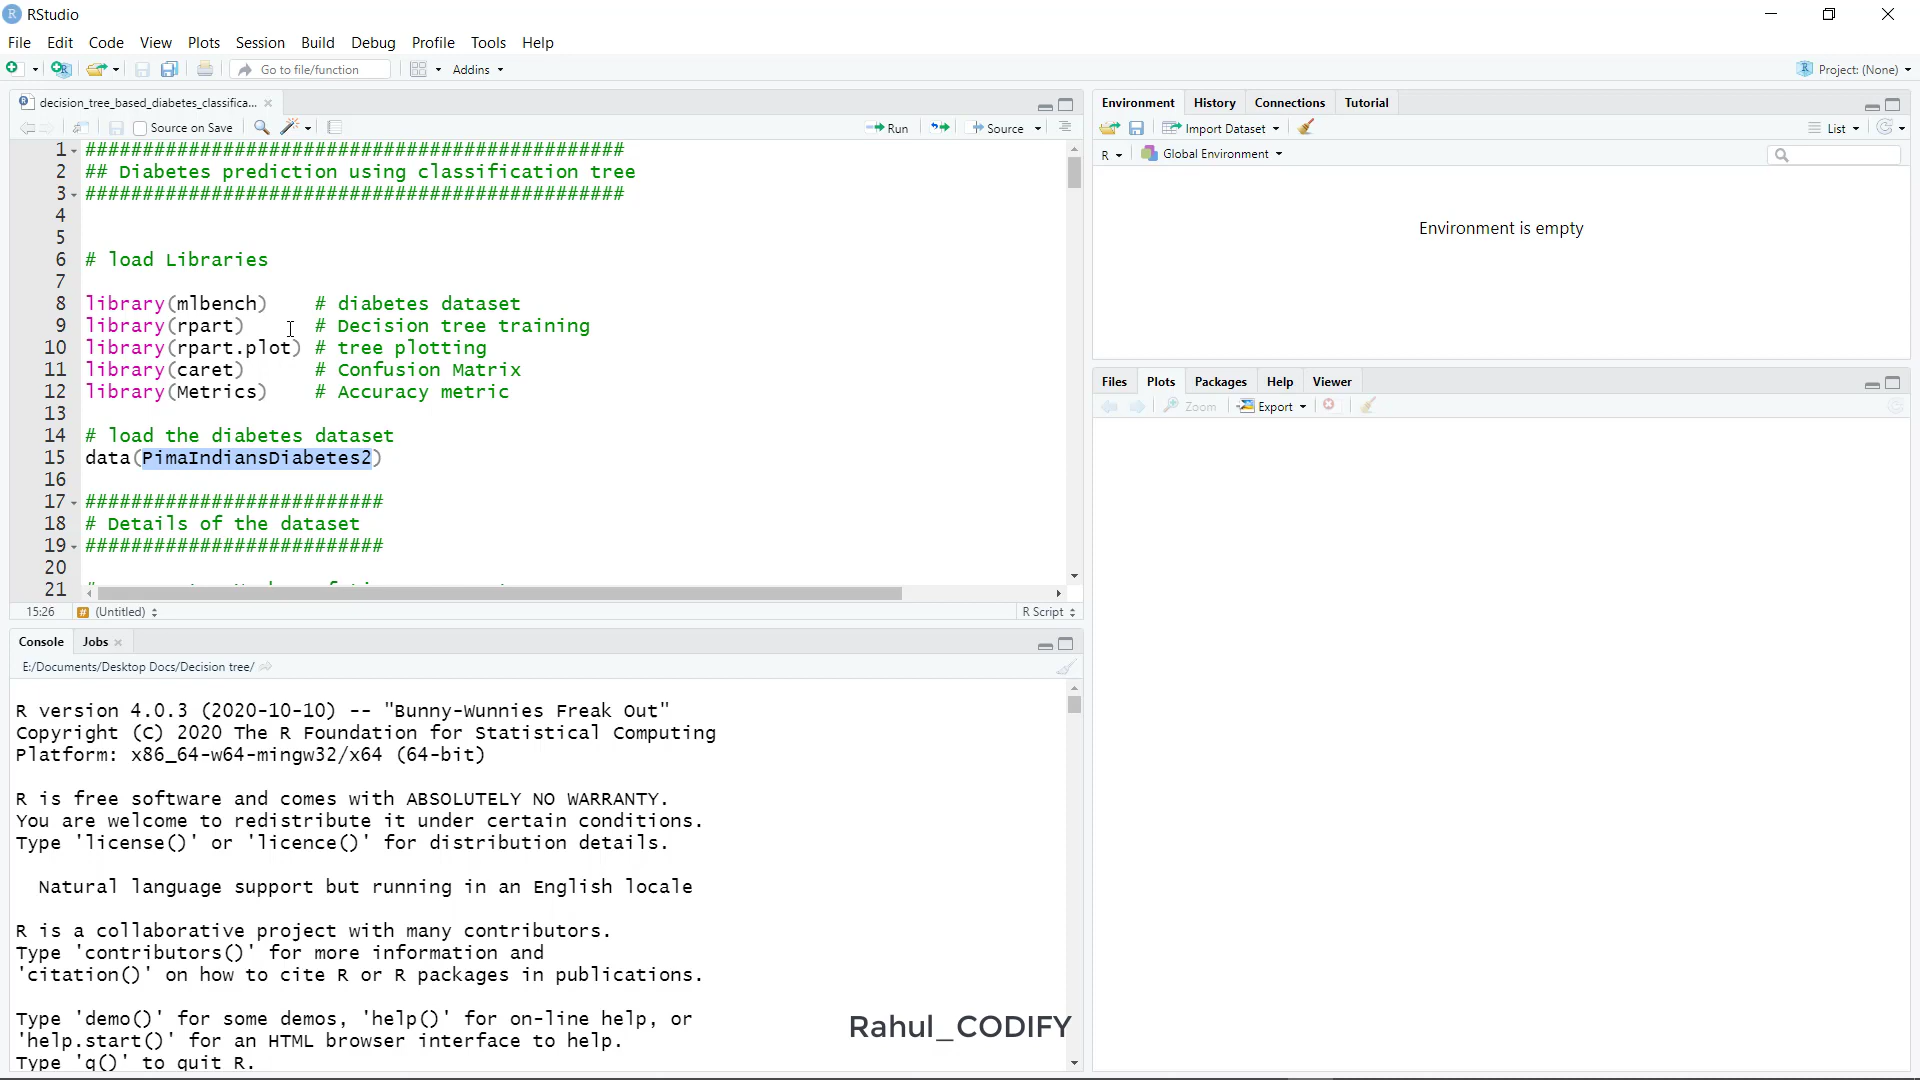 RStudio
File Edit Code View Plots Session Build Debug Profile Tools Help
Go to file/function Addins Project: (None)
decision_tree_based_diabetes_classifica...
Source on Save Run Source
1 ###############################################
2 ## Diabetes prediction using classification tree
3 ###############################################
4
5
6 # load Libraries
7
8 library(mlbench) # diabetes dataset
9 library(rpart) # Decision tree training
10 library(rpart.plot) # tree plotting
11 library(caret) # Confusion Matrix
12 library(Metrics) # Accuracy metric
13
14 # load the diabetes dataset
15 data(PimaIndiansDiabetes2)
16
17 ##########################
18 # Details of the dataset
19 ##########################
20
21
15:26 (Untitled) R Script
Console Jobs
E:/Documents/Desktop Docs/Decision tree/
R version 4.0.3 (2020-10-10) -- "Bunny-Wunnies Freak Out"
Copyright (C) 2020 The R Foundation for Statistical Computing
Platform: x86_64-w64-mingw32/x64 (64-bit)
R is free software and comes with ABSOLUTELY NO WARRANTY.
You are welcome to redistribute it under certain conditions.
Type 'license()' or 'licence()' for distribution details.
Natural language support but running in an English locale
R is a collaborative project with many contributors.
Type 'contributors()' for more information and
'citation()' on how to cite R or R packages in publications.
Type 'demo()' for some demos, 'help()' for on-line help, or
'help.start()' for an HTML browser interface to help.
Type 'q()' to quit R.
Rahul_CODIFY
Environment History Connections Tutorial
Import Dataset List
R Global Environment
Environment is empty
Files Plots Packages Help Viewer
Zoom Export